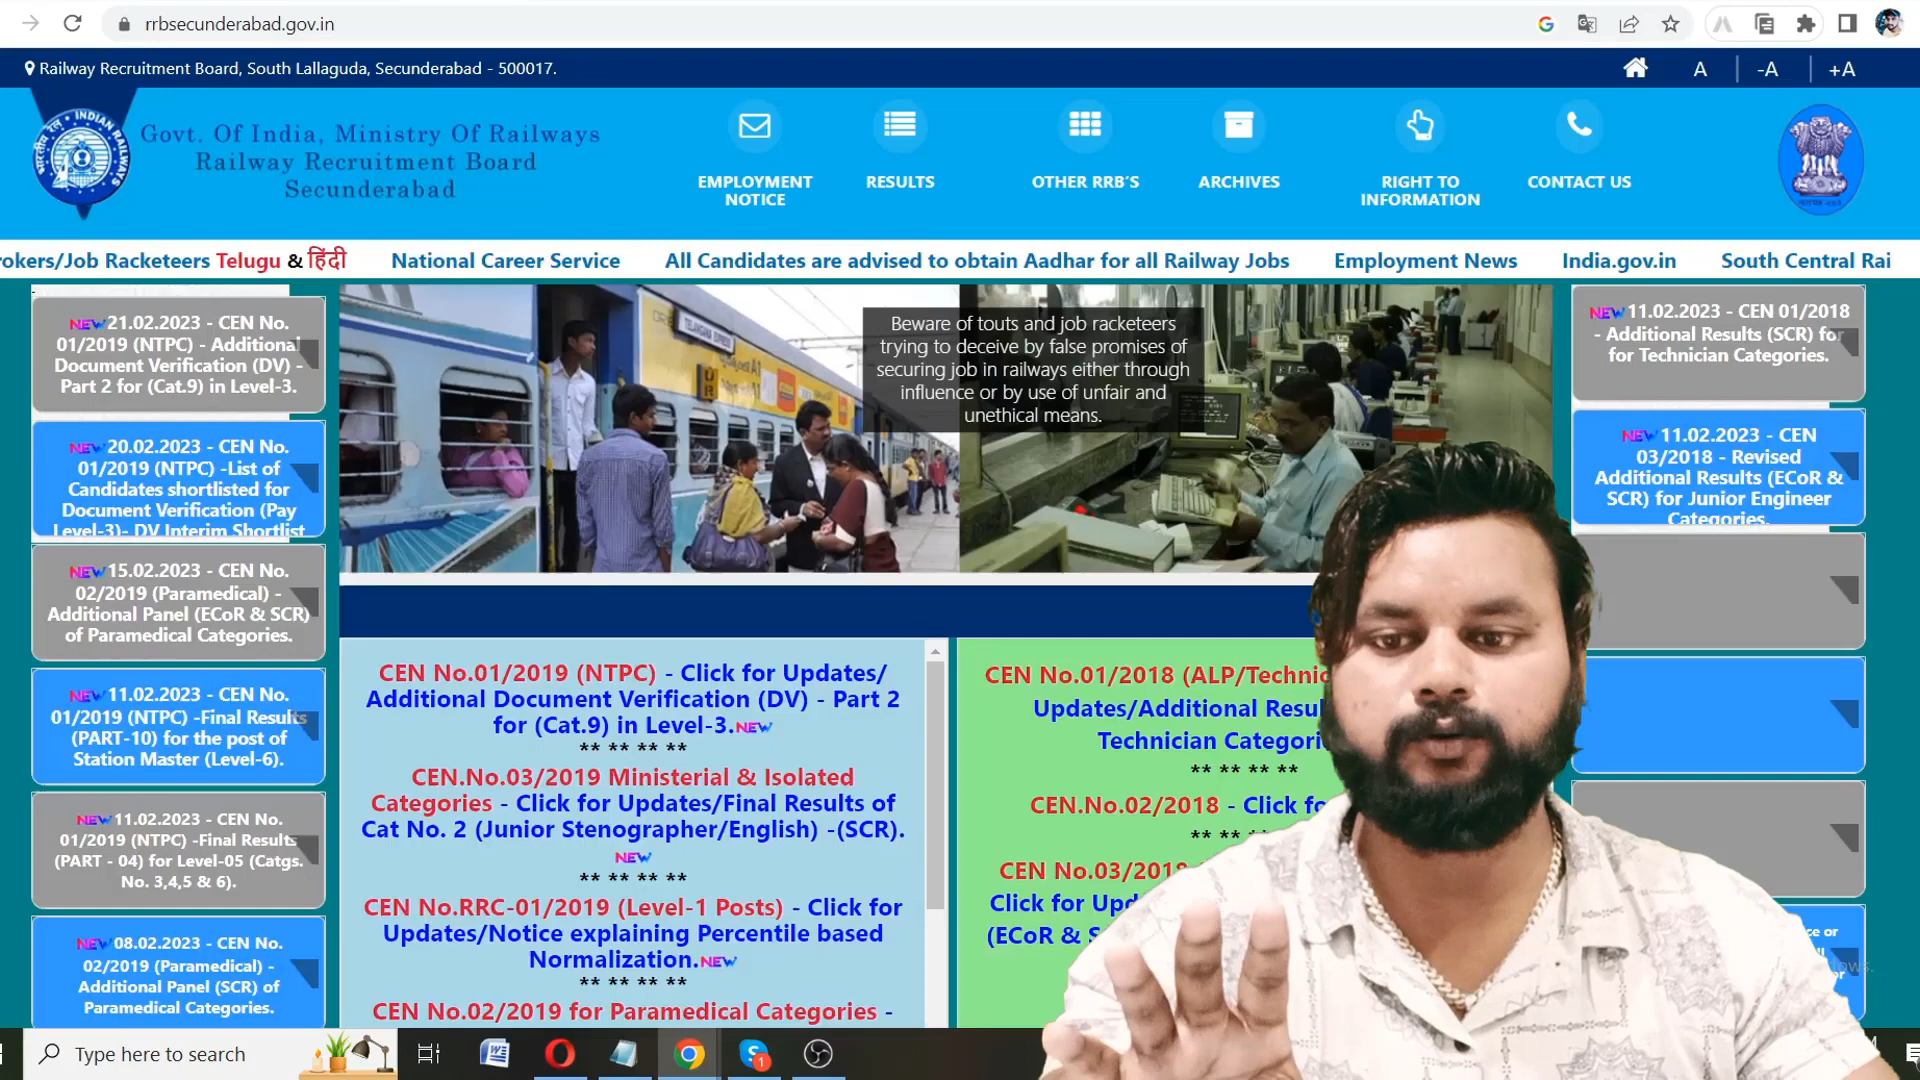 rrbsecunderabad.gov.in
Railway Recruitment Board, South Lallaguda, Secunderabad - 500017.
A
-A
+A
INDIAN RAILWAYS
Govt. Of India, Ministry Of Railways
Railway Recruitment Board
Secunderabad
EMPLOYMENT
NOTICE
RESULTS
OTHER RRB'S
ARCHIVES
RIGHT TO
INFORMATION
CONTACT US
rokers/Job Racketeers Telugu & हिंदी National Career Service All Candidates are advised to obtain Aadhar for all Railway Jobs Employment News India.gov.in South Central Rai
NEW 21.02.2023 - CEN No.
01/2019 (NTPC) - Additional
Document Verification (DV) -
Part 2 for (Cat.9) in Level-3.
NEW 20.02.2023 - CEN No.
01/2019 (NTPC) -List of
Candidates shortlisted for
Document Verification (Pay
Level-3)- DV Interim Shortlist
NEW 15.02.2023 - CEN No.
02/2019 (Paramedical) -
Additional Panel (ECoR & SCR)
of Paramedical Categories.
NEW 11.02.2023 - CEN No.
01/2019 (NTPC) -Final Results
(PART-10) for the post of
Station Master (Level-6).
NEW 11.02.2023 - CEN No.
01/2019 (NTPC) -Final Results
(PART - 04) for Level-05 (Catgs.
No. 3,4,5 & 6).
NEW 08.02.2023 - CEN No.
02/2019 (Paramedical) -
Additional Panel (SCR) of
Paramedical Categories.
TELANGANA EXPRESS
Beware of touts and job racketeers
trying to deceive by false promises of
securing job in railways either through
influence or by use of unfair and
unethical means.
CEN No.01/2019 (NTPC) - Click for Updates/
Additional Document Verification (DV) - Part 2
for (Cat.9) in Level-3. NEW
** ** ** **
CEN.No.03/2019 Ministerial & Isolated
Categories - Click for Updates/Final Results of
Cat No. 2 (Junior Stenographer/English) -(SCR).
NEW
** ** ** **
CEN No.RRC-01/2019 (Level-1 Posts) - Click for
Updates/Notice explaining Percentile based
Normalization. NEW
** ** ** **
CEN No.02/2019 for Paramedical Categories -
CEN No.01/2018 (ALP/Technic
Updates/Additional Resul
Technician Categori
** ** ** **
CEN.No.02/2018 - Click fo
** ** **
CEN No.03/2018
Click for Upd
(ECoR & S
NEW 11.02.2023 - CEN 01/2018
- Additional Results (SCR) for
for Technician Categories.
NEW 11.02.2023 - CEN
03/2018 - Revised
Additional Results (ECoR &
SCR) for Junior Engineer
Categories.
ce or
Type here to search
1